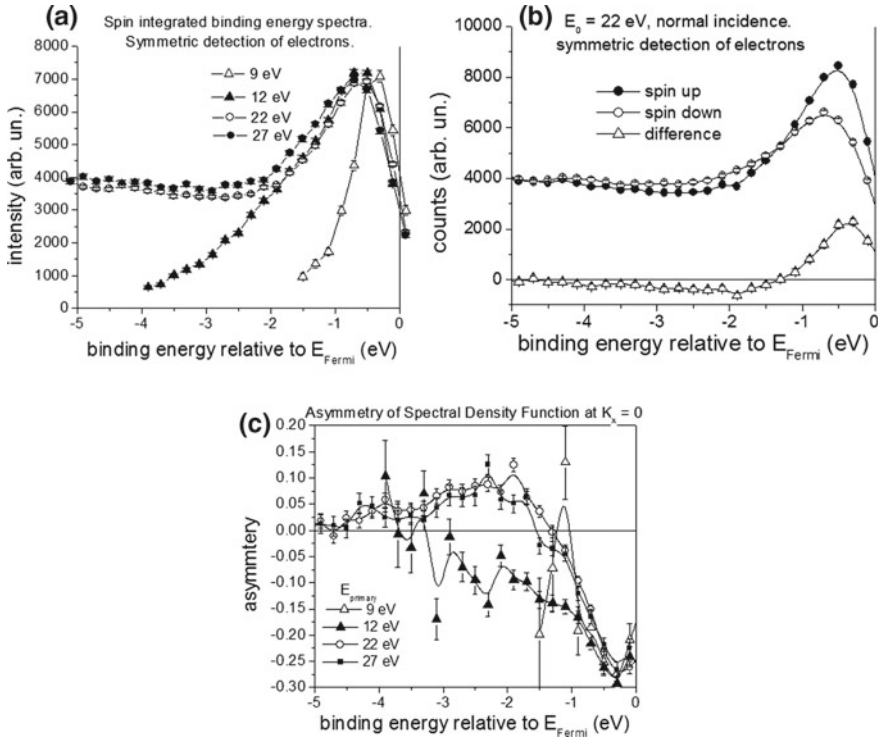 (a)
Spin integrated binding energy spectra.
Symmetric detection of electrons.
8000
7000
6000
5000
4000
3000
2000
1000
0
intensity (arb. un.)
9 eV
12 eV
22 eV
27 eV
-5 -4 -3 -2 -1 0
binding energy relative to E_Fermi (eV)
(b)
E_0 = 22 eV, normal incidence.
symmetric detection of electrons
10000
8000
6000
4000
2000
0
counts (arb. un.)
spin up
spin down
difference
-5 -4 -3 -2 -1 0
binding energy relative to E_Fermi (eV)
(c)
Asymmetry of Spectral Density Function at K_x = 0
0.20
0.15
0.10
0.05
0.00
-0.05
-0.10
-0.15
-0.20
-0.25
-0.30
asymmtery
E_primary
9 eV
12 eV
22 eV
27 eV
-5 -4 -3 -2 -1 0
binding energy relative to E_Fermi (eV)